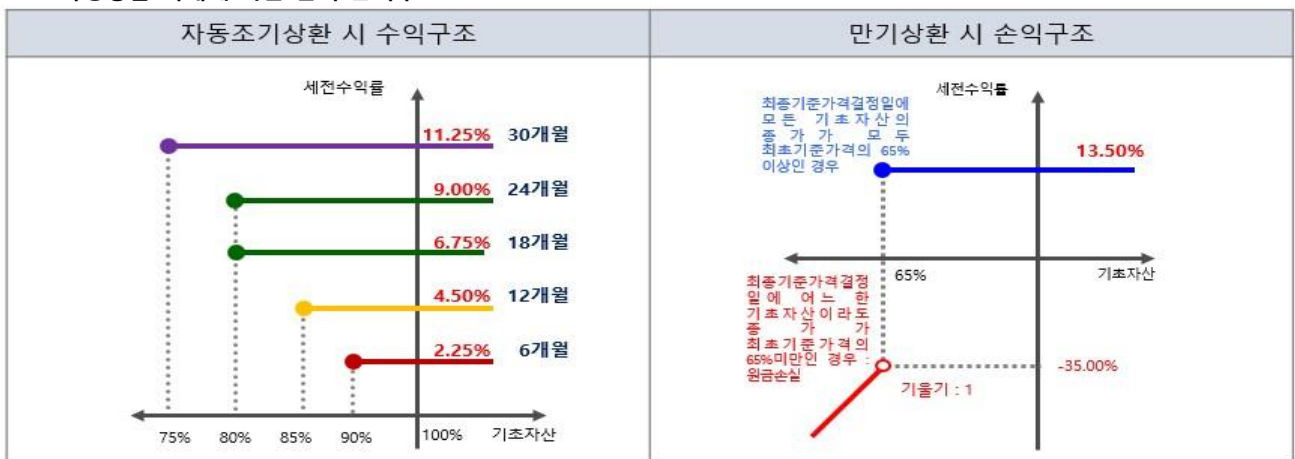 자동조기상환 시 수익구조
만기상환 시 손익구조
세전수익률
11.25% 30개월
9.00% 24개월
6.75% 18개월
4.50% 12개월
2.25% 6개월
75% 80% 85% 90% 100% 기초자산
세전수익률
최종기준가격결정일에
모든 기초자산의
종가가 모두
최초기준가격의 65%
이상인 경우
13.50%
65%
기초자산
최종기준가격결정
일에 어느 한
기초자산이라도
종가가
최초기준가격의
65%미만인 경우 :
원금손실
-35.00%
기울기 : 1